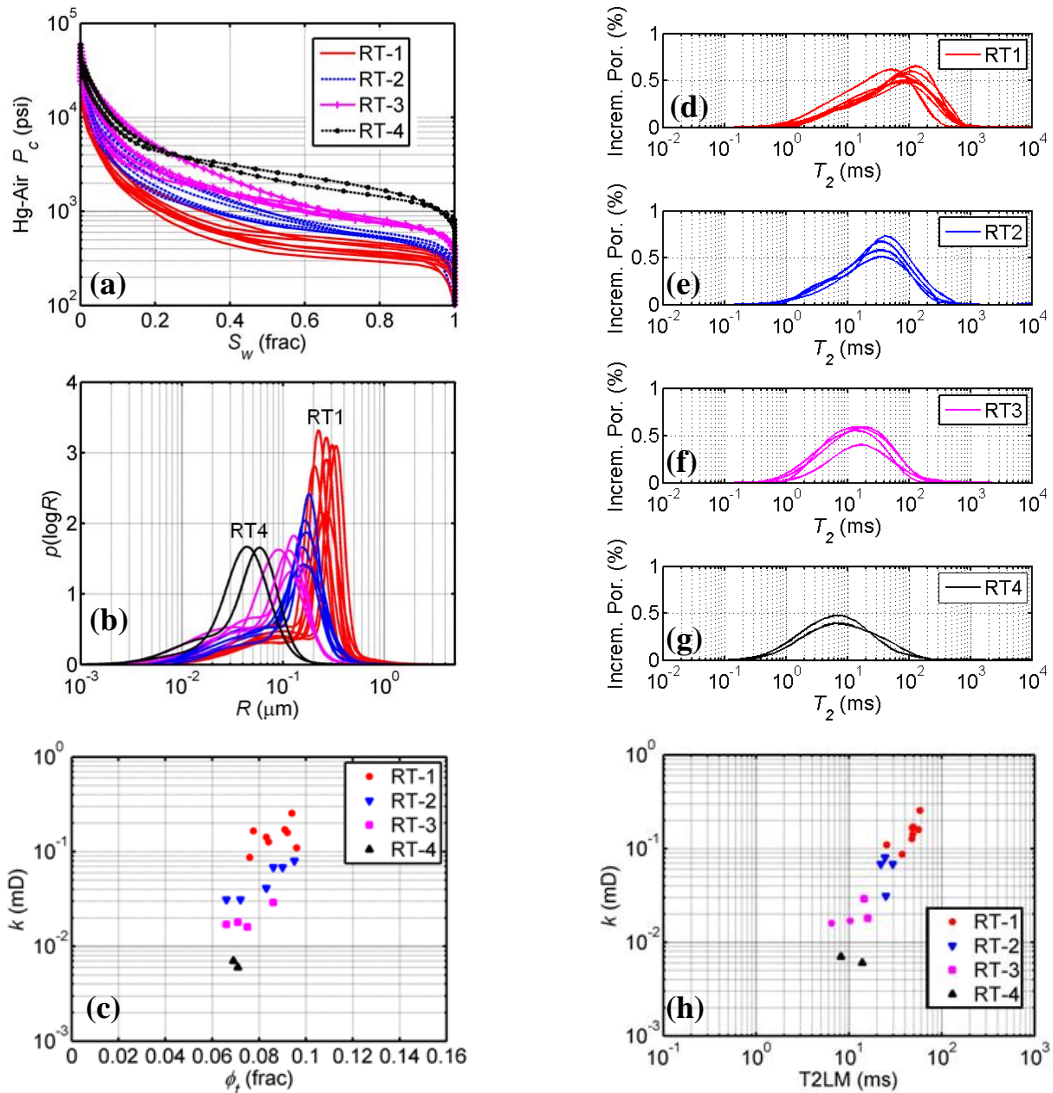 10^5
10^4
10^3
10^2
Hg-Air P_c (psi)
RT-1
RT-2
RT-3
RT-4
(a)
0 0.2 0.4 0.6 0.8 1
S_w (frac)
4
3
2
1
0
p(logR)
RT1
RT4
(b)
10^-3 10^-2 10^-1 10^0
R (μm)
10^0
10^-1
10^-2
10^-3
k (mD)
RT-1
RT-2
RT-3
RT-4
(c)
0 0.02 0.04 0.06 0.08 0.1 0.12 0.14 0.16
ϕ_t (frac)
Increm. Por. (%)
1
0.5
0
RT1
(d)
10^-2 10^-1 10^0 10^1 10^2 10^3 10^4
T_2 (ms)
Increm. Por. (%)
1
0.5
0
RT2
(e)
10^-2 10^-1 10^0 10^1 10^2 10^3 10^4
T_2 (ms)
Increm. Por. (%)
1
0.5
0
RT3
(f)
10^-2 10^-1 10^0 10^1 10^2 10^3 10^4
T_2 (ms)
Increm. Por. (%)
1
0.5
0
RT4
(g)
10^-2 10^-1 10^0 10^1 10^2 10^3 10^4
T_2 (ms)
10^0
10^-1
10^-2
10^-3
k (mD)
RT-1
RT-2
RT-3
RT-4
(h)
10^-1 10^0 10^1 10^2 10^3
T2LM (ms)